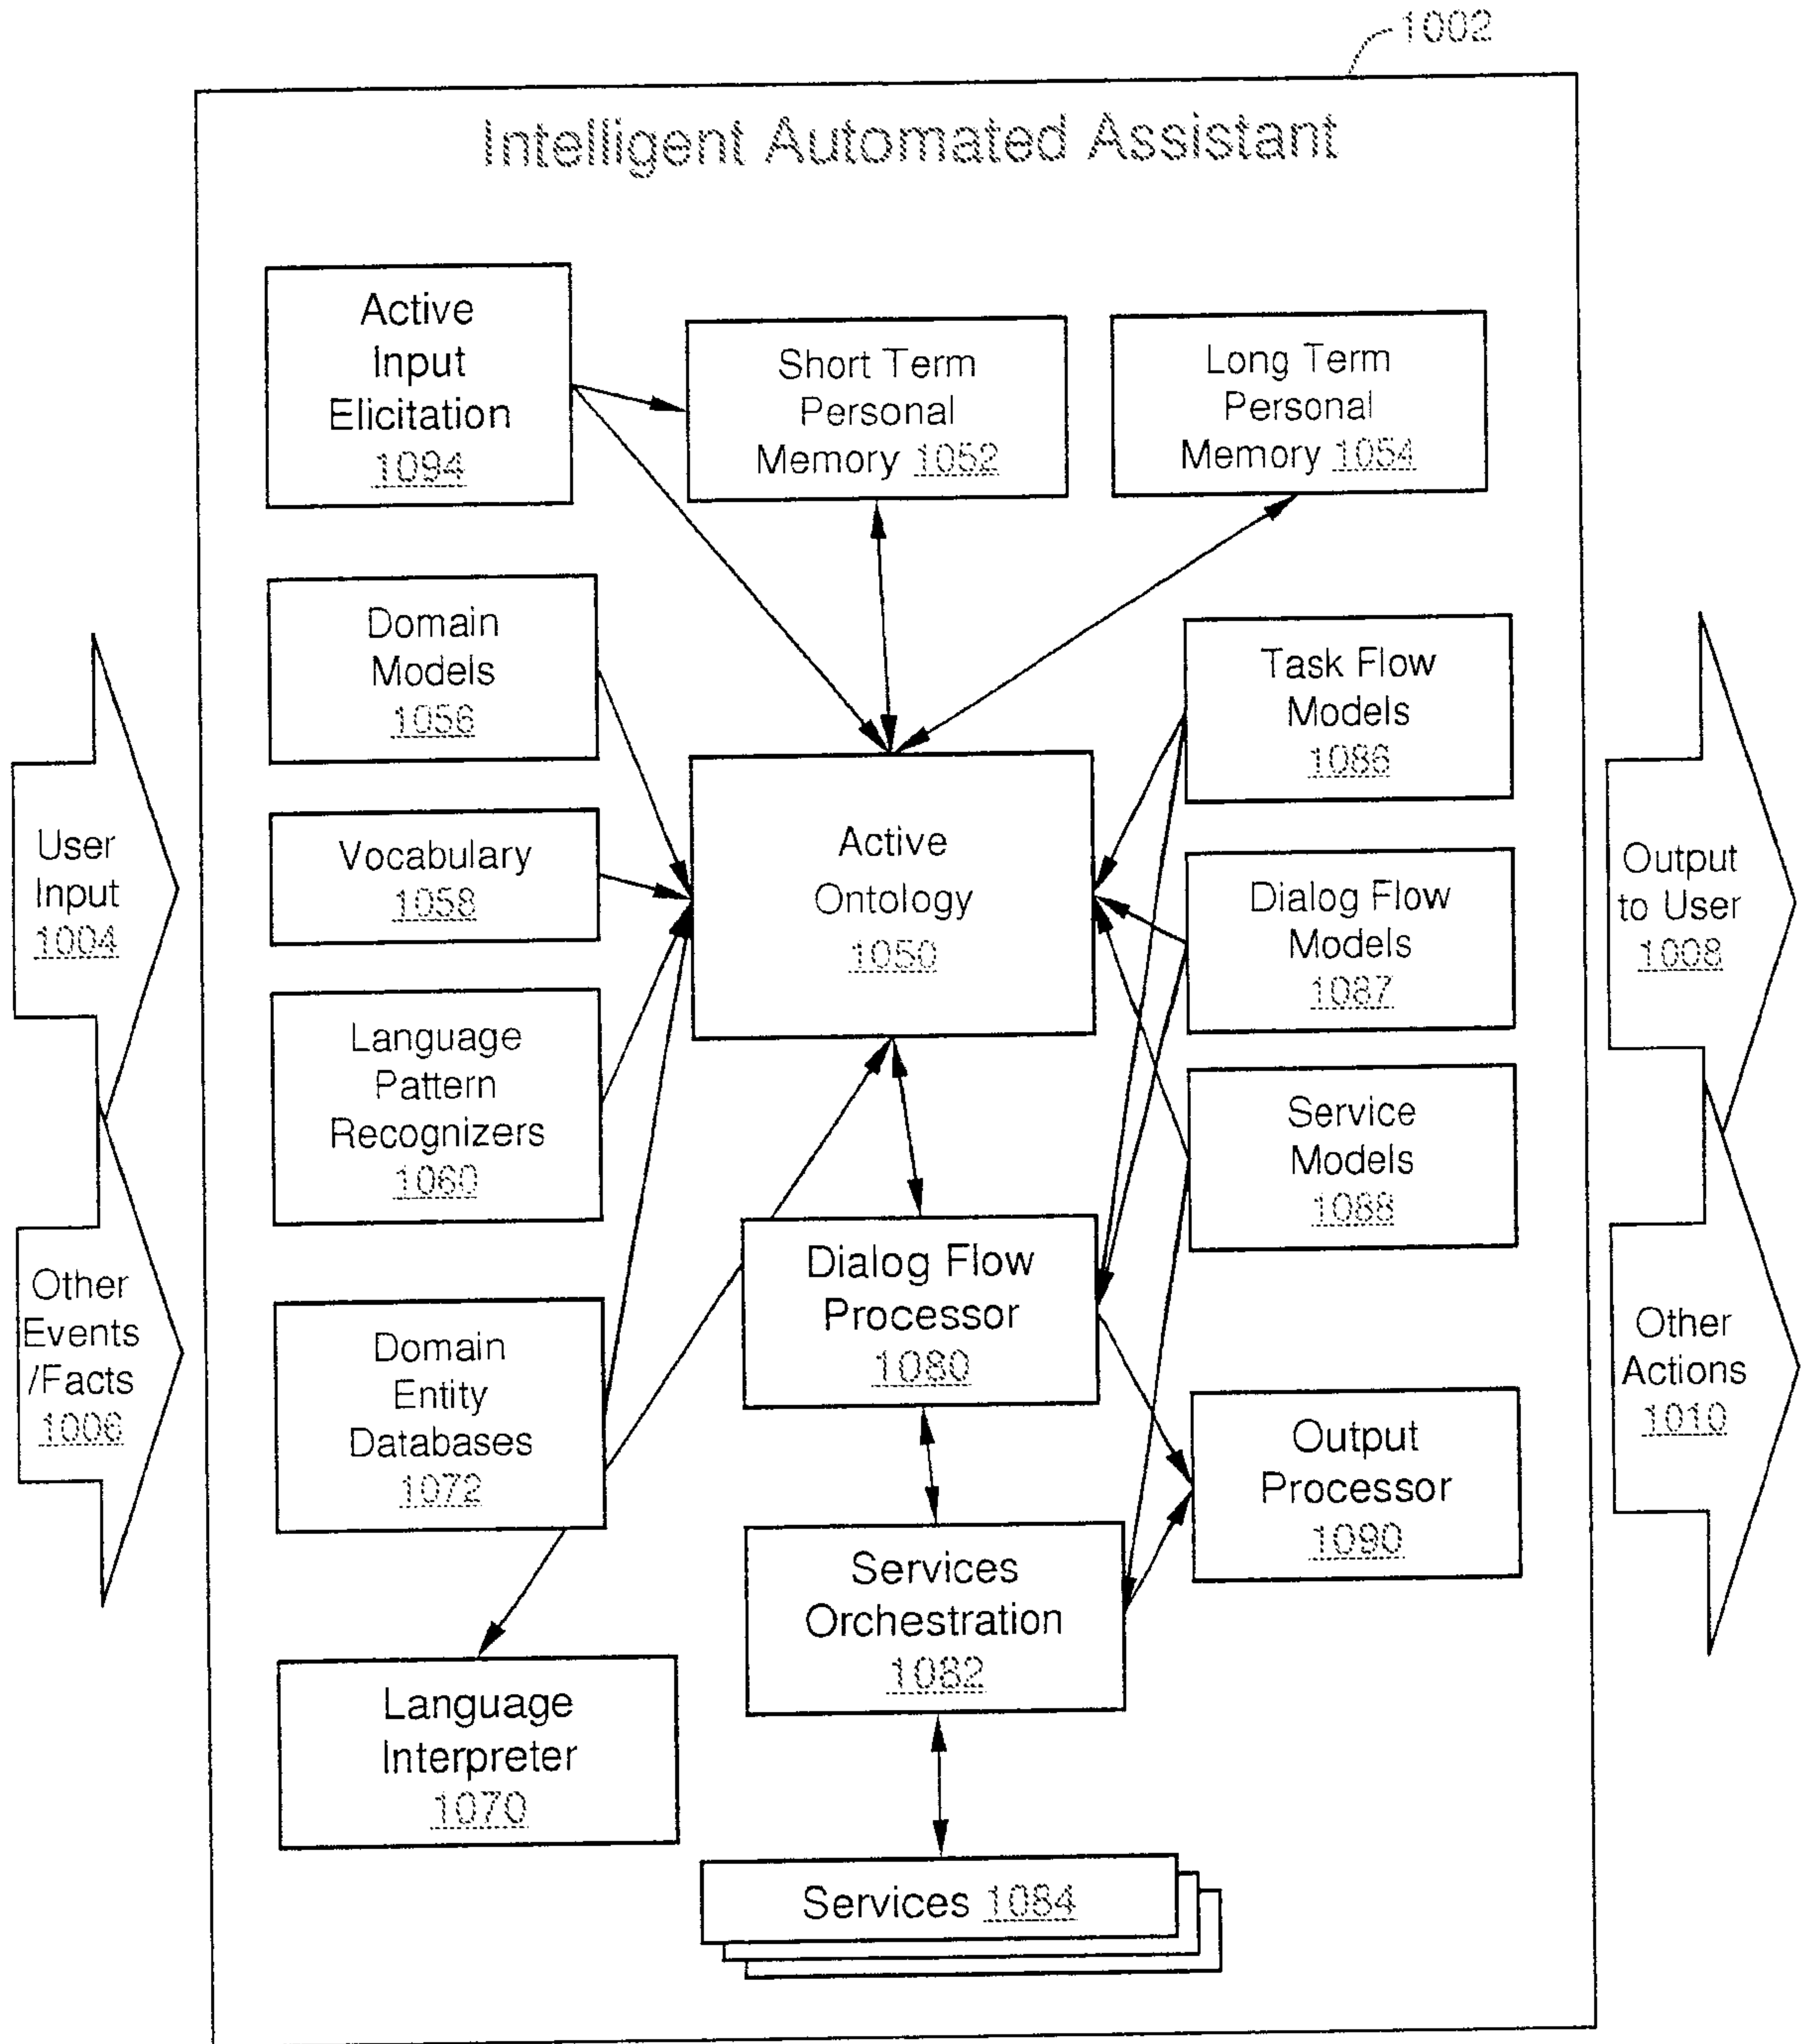 1002
Intelligent Automated Assistant
Active
Input
Elicitation
1094
Short Term
Personal
Memory 1052
Long Term
Personal
Memory 1054
Domain
Models
1056
Task Flow
Models
1086
User
Input
1004
Vocabulary
1058
Active
Ontology
1050
Dialog Flow
Models
1087
Output
to User
1008
Language
Pattern
Recognizers
1060
Service
Models
1088
Other
Events
/Facts
1006
Domain
Entity
Databases
1072
Dialog Flow
Processor
1080
Other
Actions
1010
Output
Processor
1090
Services
Orchestration
1082
Language
Interpreter
1070
Services 1084